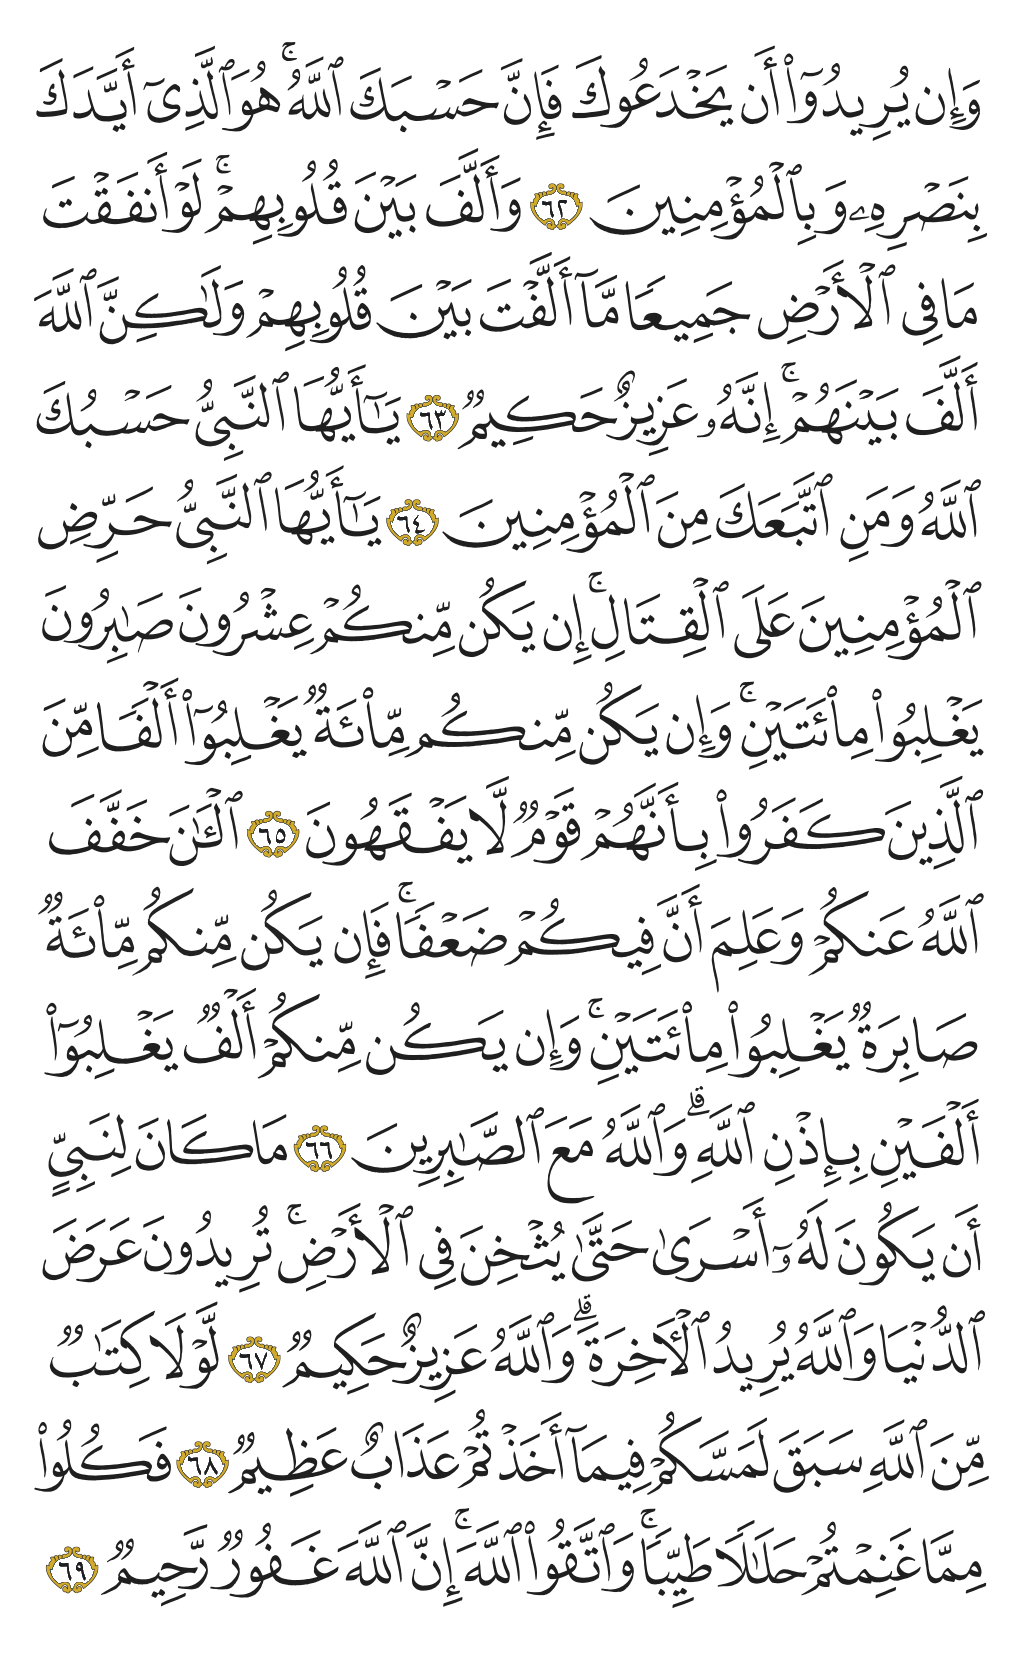 وَإِن يُرِيدُوٓا۟ أَن يَخْدَعُوكَ فَإِنَّ حَسْبَكَ ٱللَّهُ ۚ هُوَ ٱلَّذِىٓ أَيَّدَكَ
بِنَصْرِهِۦ وَبِٱلْمُؤْمِنِينَ ٦٢ وَأَلَّفَ بَيْنَ قُلُوبِهِمْ ۚ لَوْ أَنفَقْتَ
مَا فِى ٱلْأَرْضِ جَمِيعًا مَّآ أَلَّفْتَ بَيْنَ قُلُوبِهِمْ وَلَـٰكِنَّ ٱللَّهَ
أَلَّفَ بَيْنَهُمْ ۚ إِنَّهُۥ عَزِيزٌ حَكِيمٌ ٦٣ يَـٰٓأَيُّهَا ٱلنَّبِىُّ حَسْبُكَ
ٱللَّهُ وَمَنِ ٱتَّبَعَكَ مِنَ ٱلْمُؤْمِنِينَ ٦٤ يَـٰٓأَيُّهَا ٱلنَّبِىُّ حَرِّضِ
ٱلْمُؤْمِنِينَ عَلَى ٱلْقِتَالِ ۚ إِن يَكُن مِّنكُمْ عِشْرُونَ صَـٰبِرُونَ
يَغْلِبُوا۟ مِا۟ئَتَيْنِ ۚ وَإِن يَكُن مِّنكُم مِّا۟ئَةٌ يَغْلِبُوٓا۟ أَلْفًا مِّنَ
ٱلَّذِينَ كَفَرُوا۟ بِأَنَّهُمْ قَوْمٌ لَّا يَفْقَهُونَ ٦٥ ٱلْـَٔـٰنَ خَفَّفَ
ٱللَّهُ عَنكُمْ وَعَلِمَ أَنَّ فِيكُمْ ضَعْفًا ۚ فَإِن يَكُن مِّنكُم مِّا۟ئَةٌ
صَابِرَةٌ يَغْلِبُوا۟ مِا۟ئَتَيْنِ ۚ وَإِن يَكُن مِّنكُمْ أَلْفٌ يَغْلِبُوٓا۟
أَلْفَيْنِ بِإِذْنِ ٱللَّهِ ۗ وَٱللَّهُ مَعَ ٱلصَّـٰبِرِينَ ٦٦ مَا كَانَ لِنَبِىٍّ
أَن يَكُونَ لَهُۥٓ أَسْرَىٰ حَتَّىٰ يُثْخِنَ فِى ٱلْأَرْضِ ۚ تُرِيدُونَ عَرَضَ
ٱلدُّنْيَا وَٱللَّهُ يُرِيدُ ٱلْـَٔاخِرَةَ ۗ وَٱللَّهُ عَزِيزٌ حَكِيمٌ ٦٧ لَّوْلَا كِتَـٰبٌ
مِّنَ ٱللَّهِ سَبَقَ لَمَسَّكُمْ فِيمَآ أَخَذْتُمْ عَذَابٌ عَظِيمٌ ٦٨ فَكُلُوا۟
مِمَّا غَنِمْتُمْ حَلَـٰلًا طَيِّبًا ۚ وَٱتَّقُوا۟ ٱللَّهَ ۚ إِنَّ ٱللَّهَ غَفُورٌ رَّحِيمٌ ٦٩